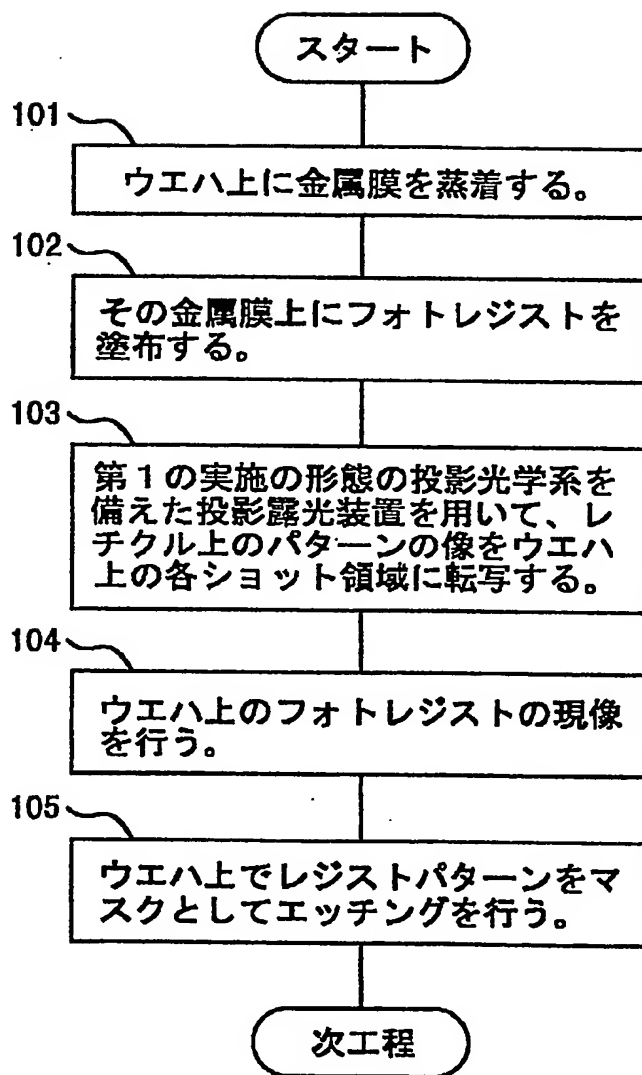 スタート
101
ウエハ上に金属膜を蒸着する。
102
その金属膜上にフォトレジストを
塗布する。
103
第1の実施の形態の投影光学系を
備えた投影露光装置を用いて、レ
チクル上のパターンの像をウエハ
上の各ショット領域に転写する。
104
ウエハ上のフォトレジストの現像
を行う。
105
ウエハ上でレジストパターンをマ
スクとしてエッチングを行う。
次工程